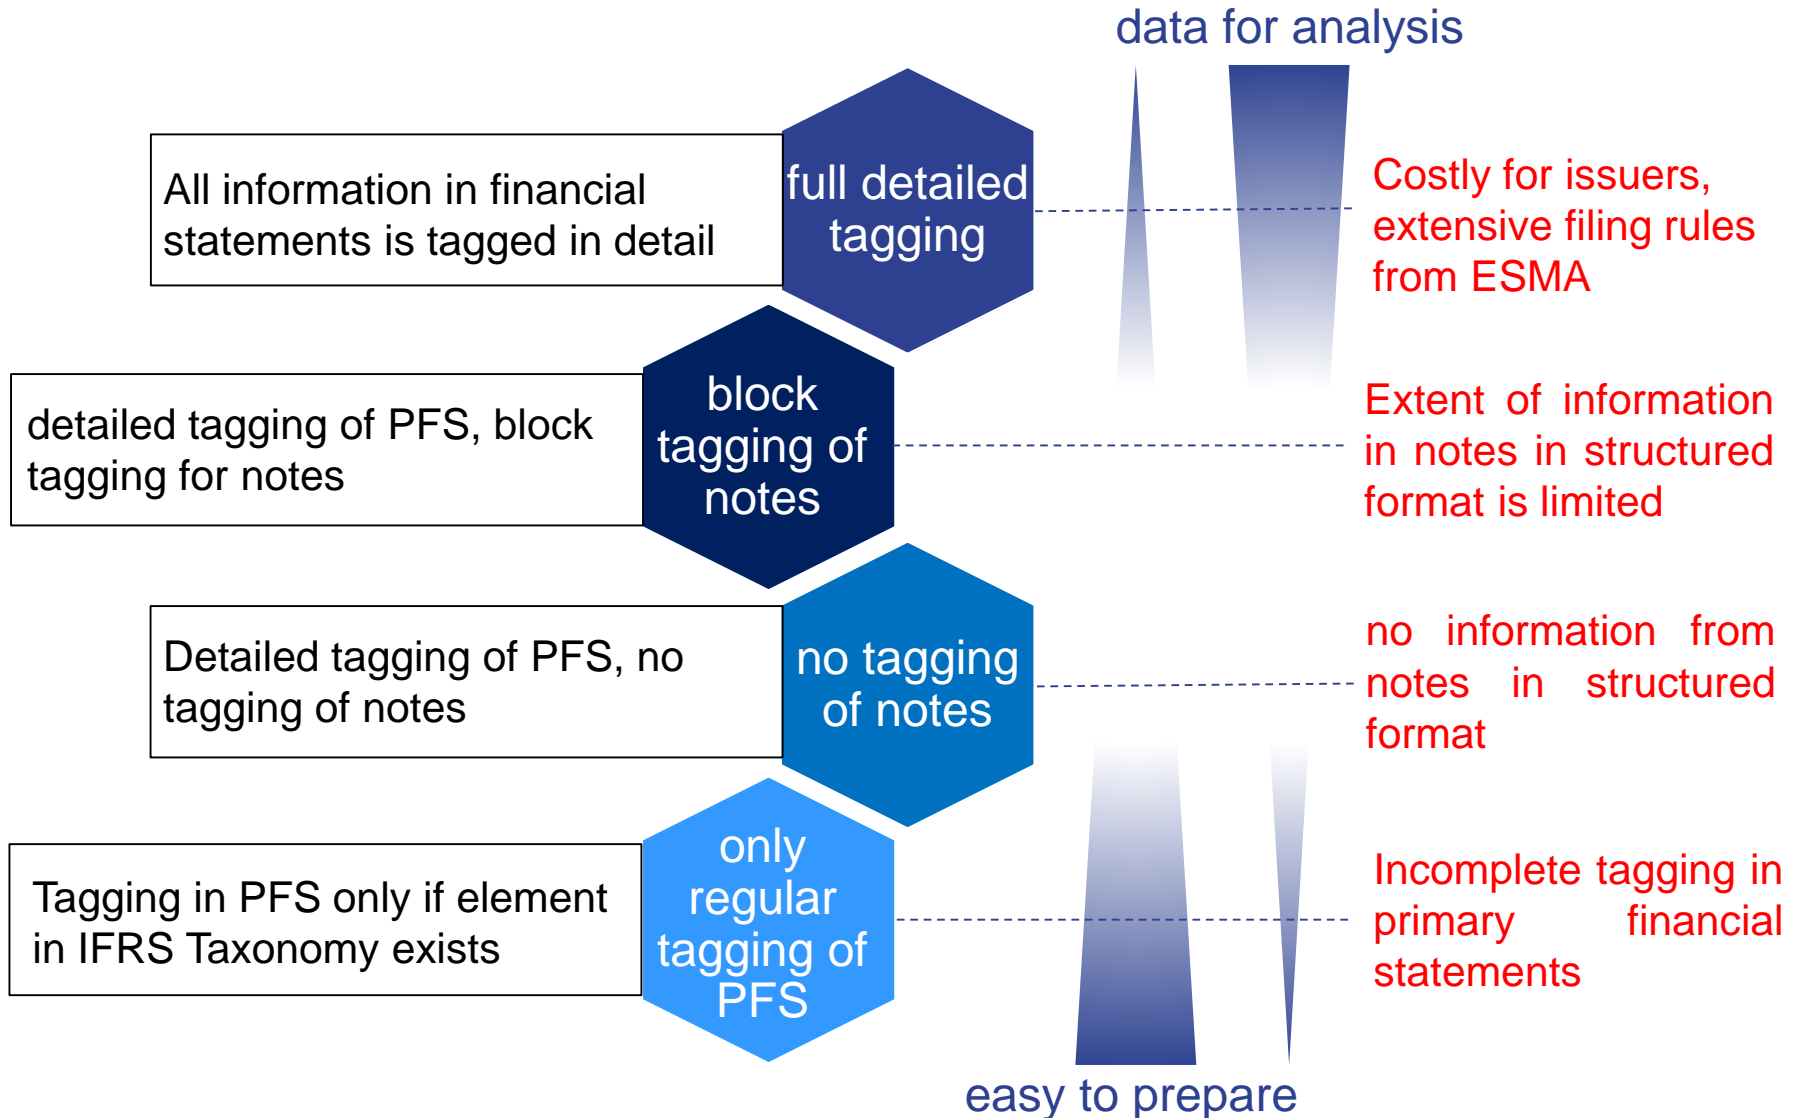 data for analysis
All information in financial
statements is tagged in detail
full detailed
tagging
Costly for issuers,
extensive filing rules
from ESMA
detailed tagging of PFS, block
tagging for notes
block
tagging of
notes
Extent of information
in notes in structured
format is limited
Detailed tagging of PFS, no
tagging of notes
no tagging
of notes
no information from
notes in structured
format
Tagging in PFS only if element
in IFRS Taxonomy exists
only
regular
tagging of
PFS
Incomplete tagging in
primary financial
statements
easy to prepare